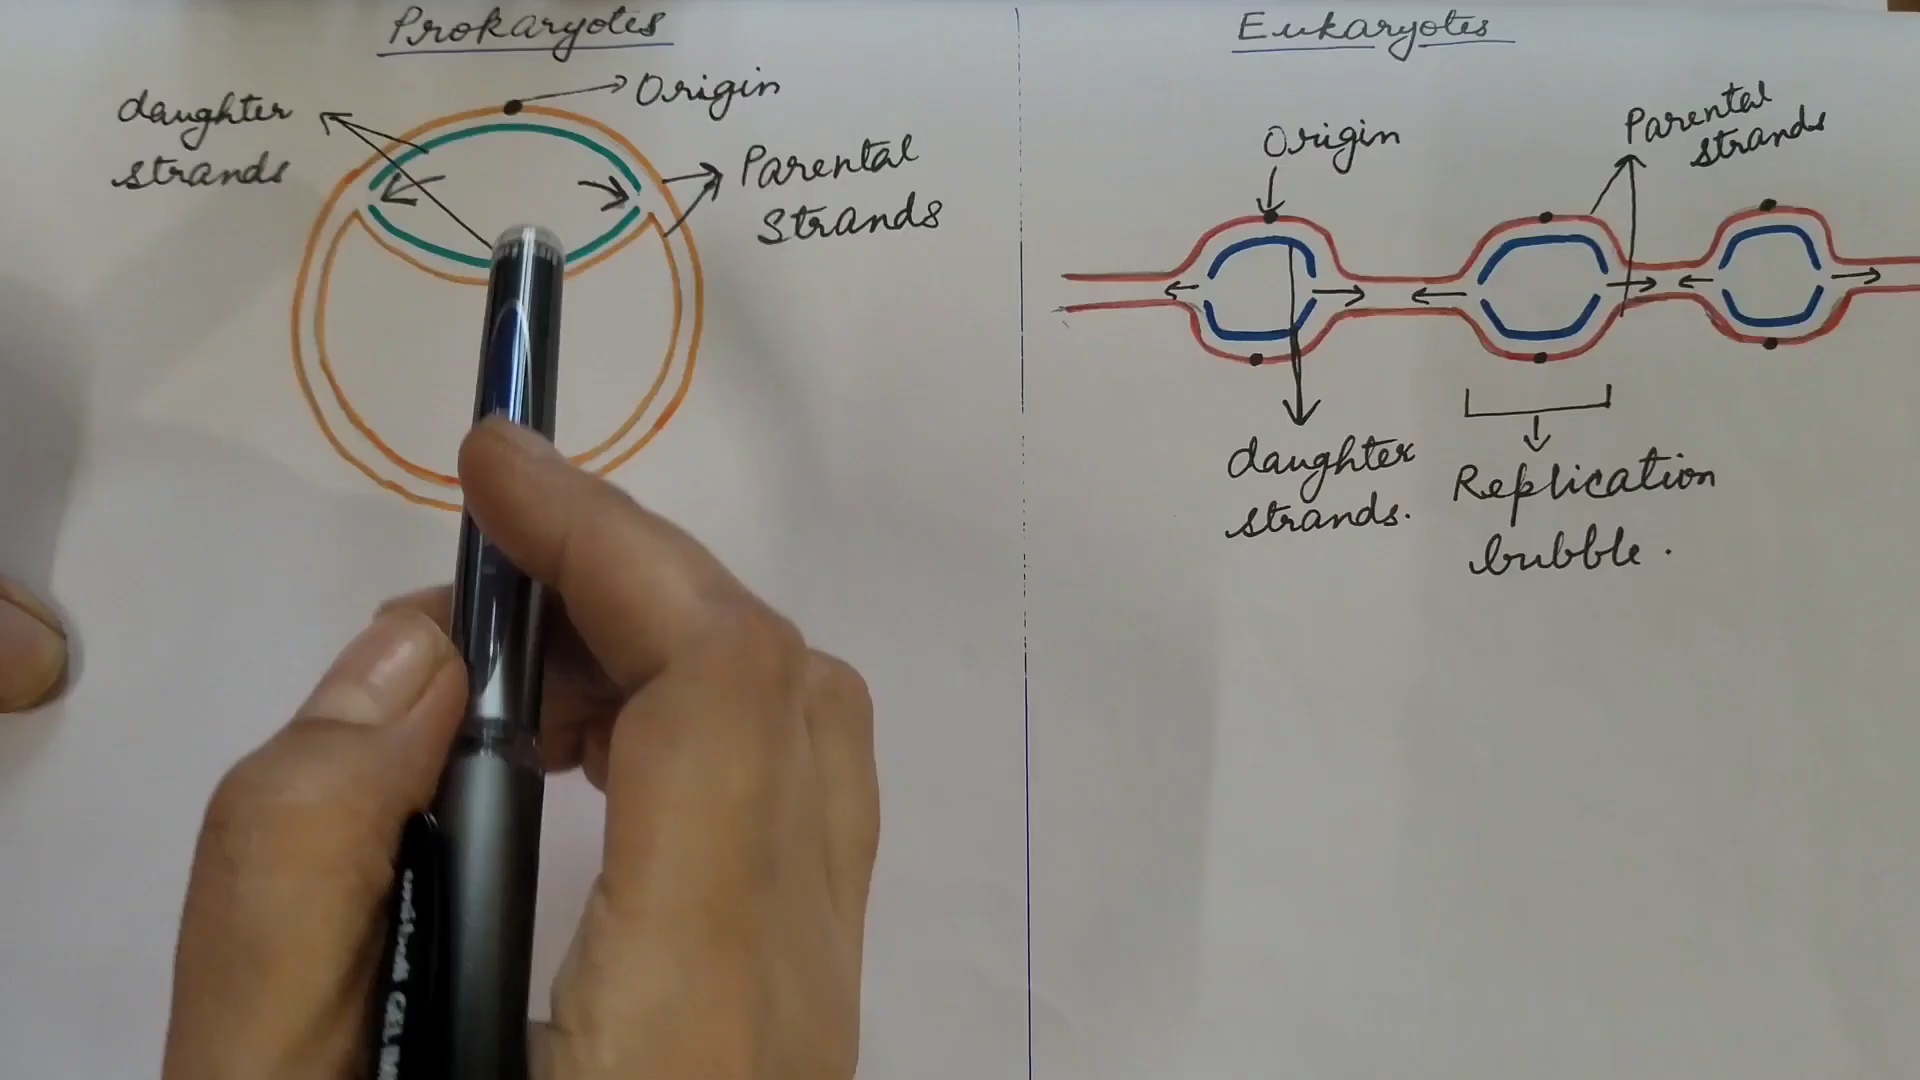 Prokaryotes
Origin
daughter
strands
Parental
Strands
Eukaryotes
Origin
Parental
strands
daughter
strands.
Replication
bubble.